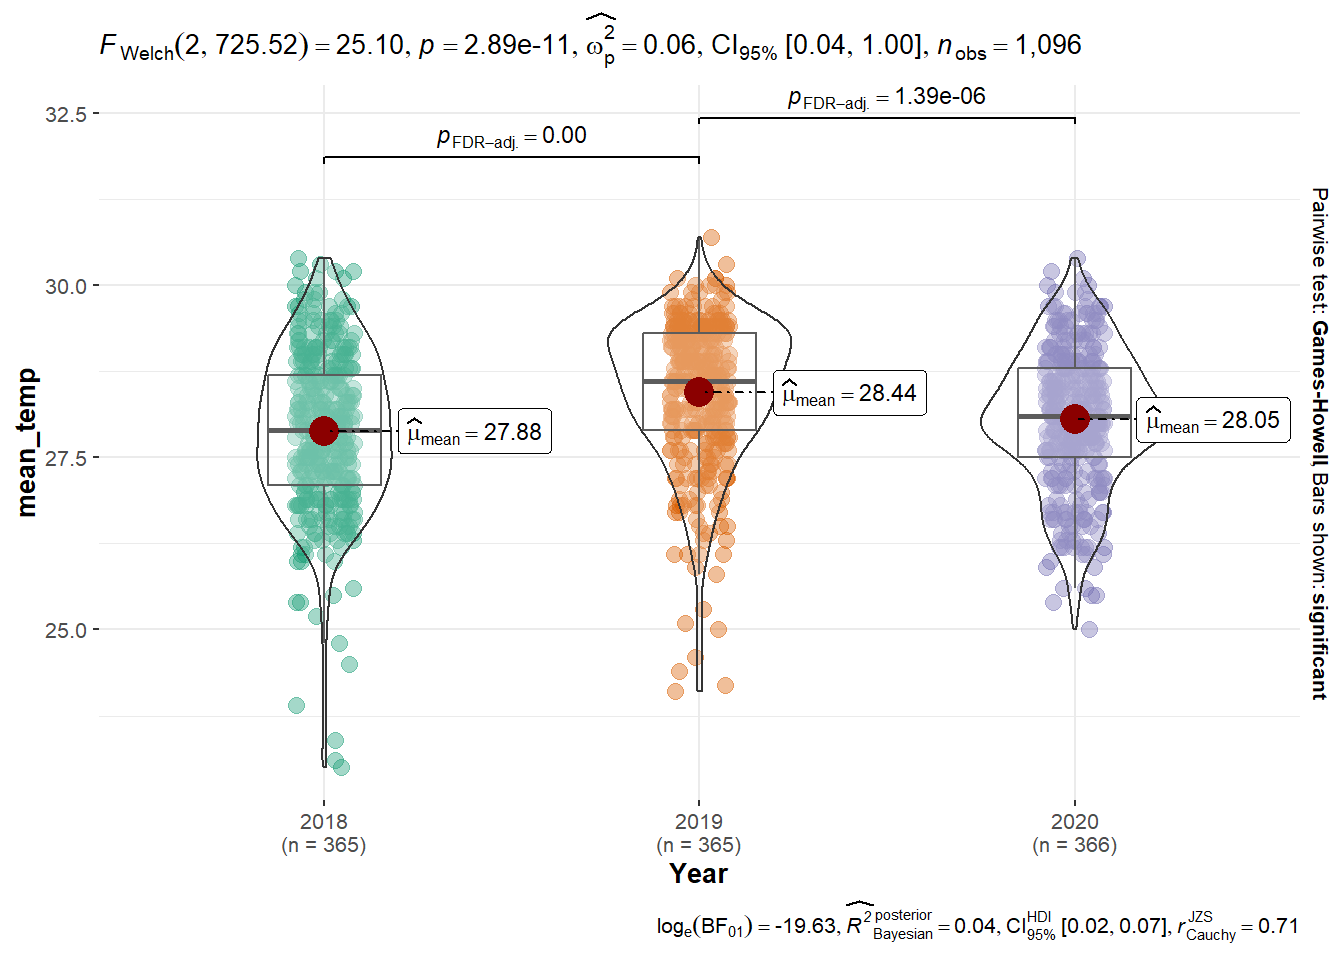 F Welch(2, 725.52) = 25.10, p = 2.89e-11, ω̂²p = 0.06, CI95% [0.04, 1.00], nobs = 1,096
pFDR−adj. = 1.39e-06
pFDR−adj. = 0.00
32.5
30.0
27.5
25.0
mean_temp
μ̂mean = 27.88
μ̂mean = 28.44
μ̂mean = 28.05
Pairwise test: Games-Howell, Bars shown: significant
2018
(n = 365)
2019
(n = 365)
2020
(n = 366)
Year
loge(BF01) = -19.63, R̂² posterior Bayesian = 0.04, CI HDI 95% [0.02, 0.07], r JZS Cauchy = 0.71